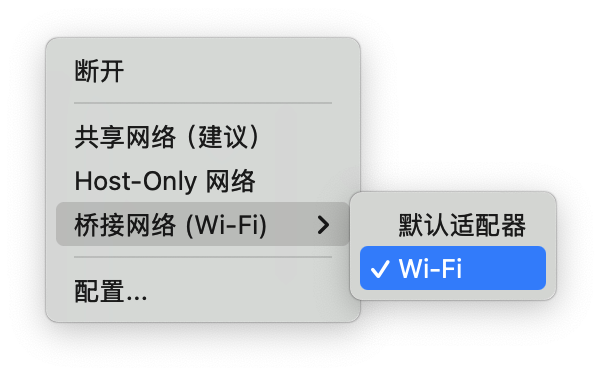 断开
共享网络（建议）
Host-Only 网络
桥接网络 (Wi-Fi)
默认适配器
Wi-Fi
配置...